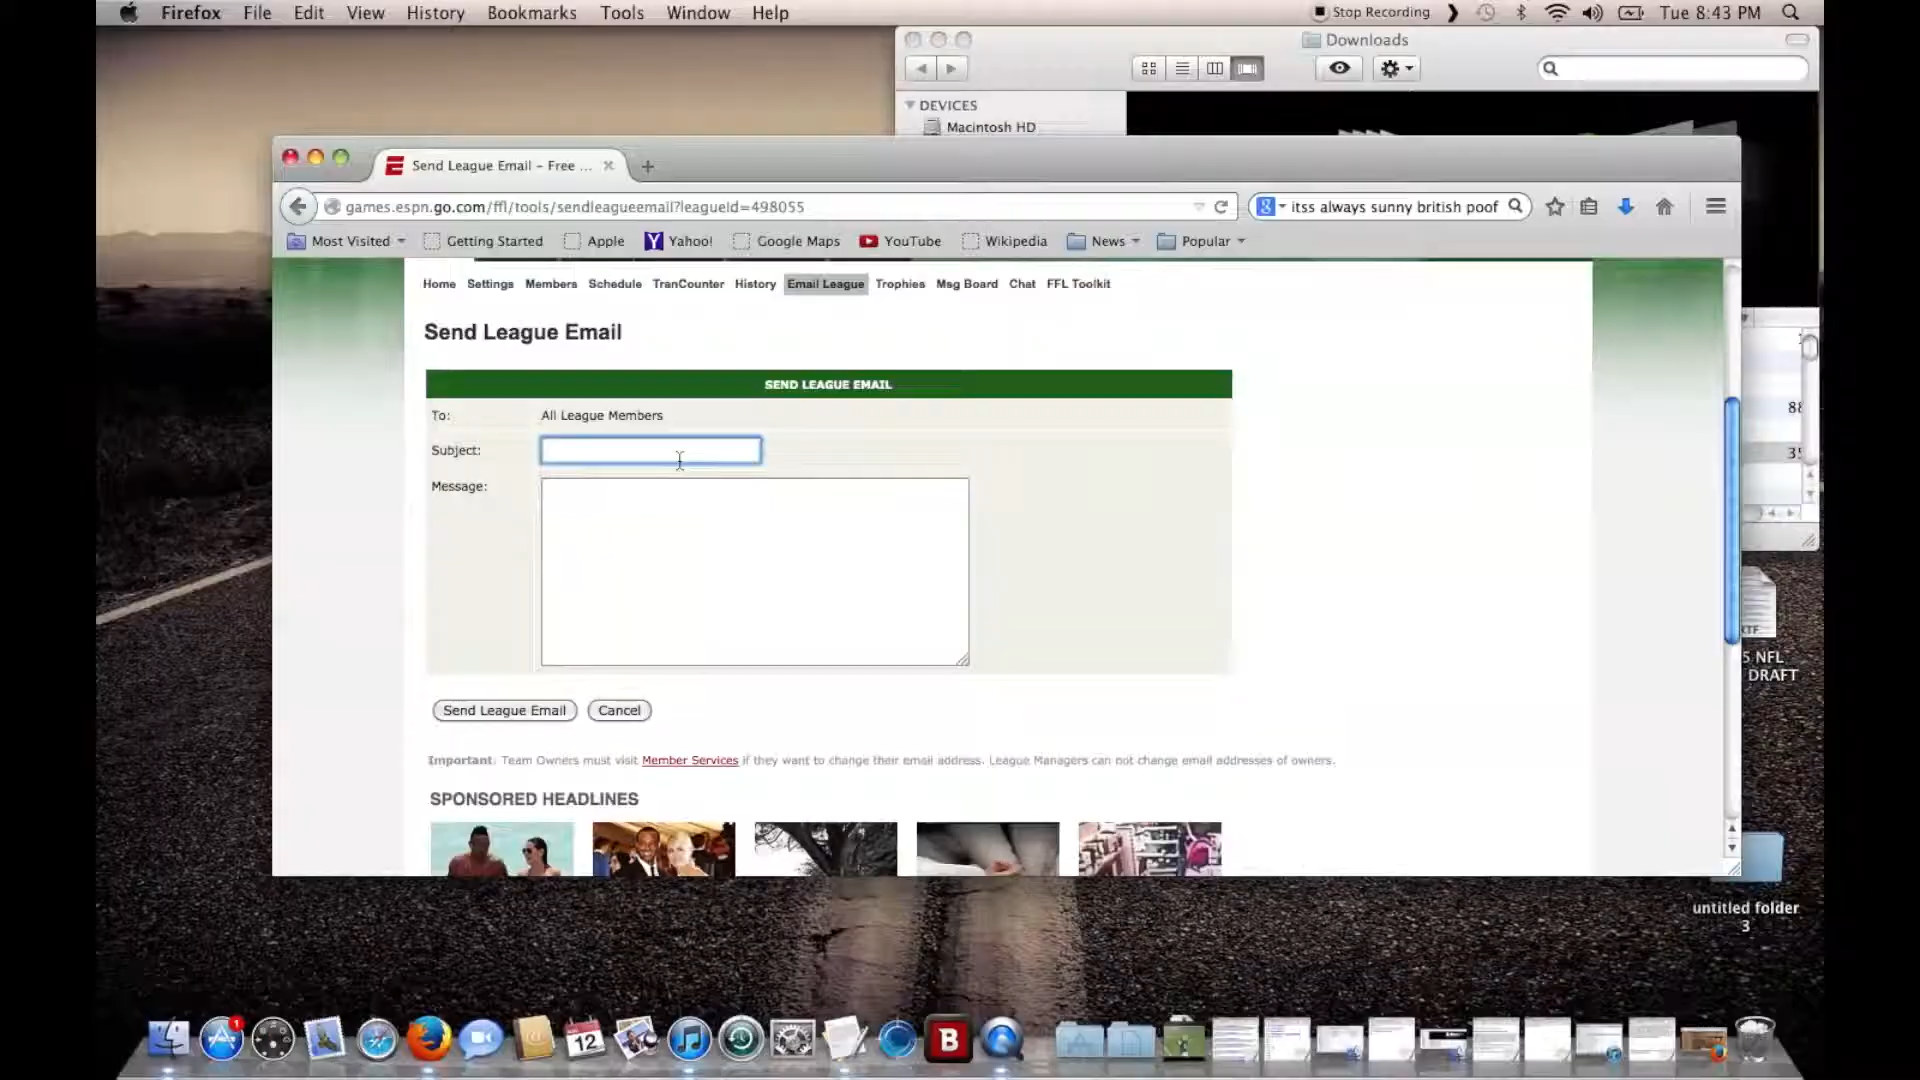 Firefox File Edit View History Bookmarks Tools Window Help
Stop Recording Tue 8:43 PM
Downloads
DEVICES
Macintosh HD
Send League Email - Free ...
games.espn.go.com/ffl/tools/sendleagueemail?leagueId=498055
itss always sunny british poof
Most Visited Getting Started Apple Yahoo! Google Maps YouTube Wikipedia News Popular
Home Settings Members Schedule TranCounter History Email League Trophies Msg Board Chat FFL Toolkit
Send League Email
SEND LEAGUE EMAIL
To: All League Members
Subject:
Message:
Send League Email Cancel
Important: Team Owners must visit Member Services if they want to change their email address. League Managers can not change email addresses of owners.
SPONSORED HEADLINES
5 NFL
DRAFT
untitled folder
3
1
12
B